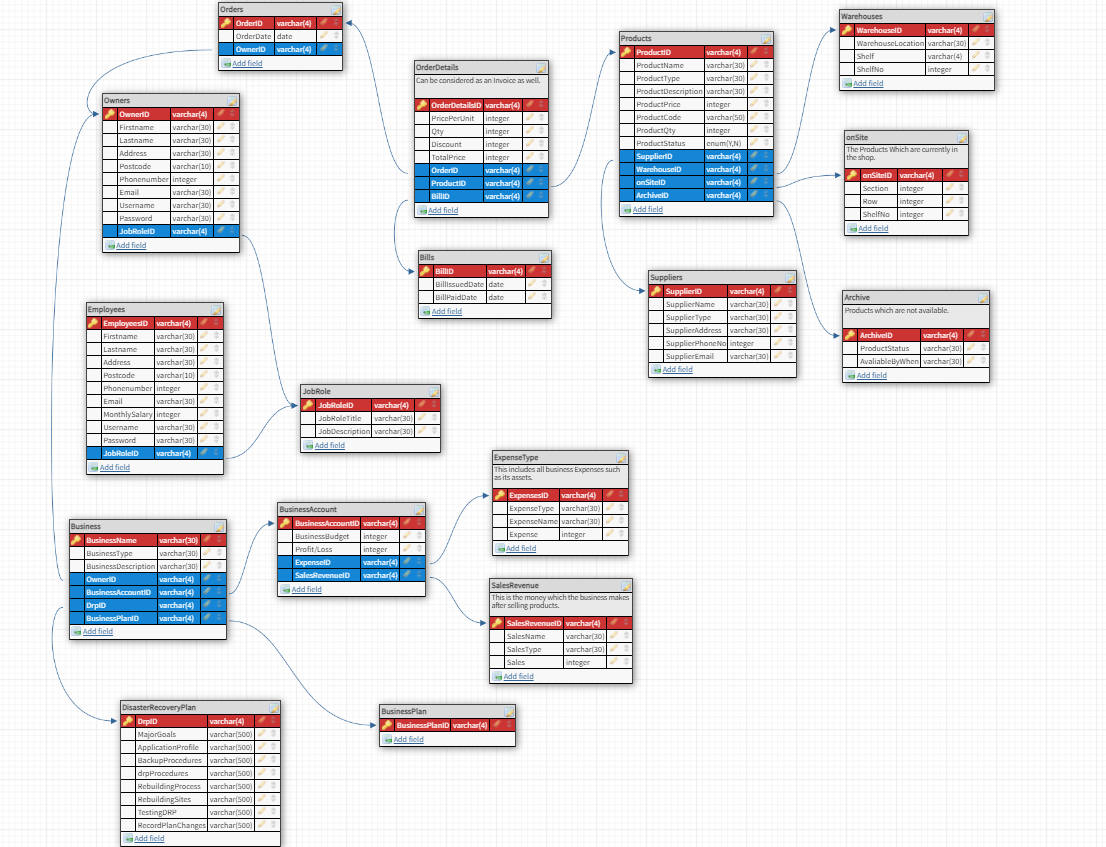 Orders
OrderID varchar(4)
OrderDate date
OwnerID varchar(4)
Add field
Owners
OwnerID varchar(4)
Firstname varchar(30)
Lastname varchar(30)
Address varchar(30)
Postcode varchar(10)
Phonenumber integer
Email varchar(30)
Username varchar(30)
Password varchar(30)
JobRoleID varchar(4)
Add field
OrderDetails
Can be considered as an Invoice as well.
OrderDetailsID varchar(4)
PricePerUnit integer
Qty integer
Discount integer
TotalPrice integer
OrderID varchar(4)
ProductID varchar(4)
BillID varchar(4)
Add field
Bills
BillID varchar(4)
BillIssuedDate date
BillPaidDate date
Add field
Products
ProductID varchar(4)
ProductName varchar(30)
ProductType varchar(30)
ProductDescription varchar(30)
ProductPrice integer
ProductCode varchar(50)
ProductQty integer
ProductStatus enum(Y,N)
SupplierID varchar(4)
WarehouseID varchar(4)
onSiteID varchar(4)
ArchiveID varchar(4)
Add field
Warehouses
WarehouseID varchar(4)
WarehouseLocation varchar(30)
Shelf varchar(4)
ShelfNo integer
Add field
onSite
The Products Which are currently in
the shop.
onSiteID varchar(4)
Section integer
Row integer
ShelfNo integer
Add field
Suppliers
SupplierID varchar(4)
SupplierName varchar(30)
SupplierType varchar(30)
SupplierAddress varchar(30)
SupplierPhoneNo integer
SupplierEmail varchar(30)
Add field
Archive
Products which are not available.
ArchiveID varchar(4)
ProductStatus varchar(30)
AvaliableByWhen varchar(30)
Add field
Employees
EmployeesID varchar(4)
Firstname varchar(30)
Lastname varchar(30)
Address varchar(30)
Postcode varchar(10)
Phonenumber integer
Email varchar(30)
MonthlySalary integer
Username varchar(30)
Password varchar(30)
JobRoleID varchar(4)
Add field
JobRole
JobRoleID varchar(4)
JobRoleTitle varchar(30)
JobDescription varchar(30)
Add field
Business
BusinessName varchar(30)
BusinessType varchar(30)
BusinessDescription varchar(30)
OwnerID varchar(4)
BusinessAccountID varchar(4)
DrpID varchar(4)
BusinessPlanID varchar(4)
Add field
BusinessAccount
BusinessAccountID varchar(4)
BusinessBudget integer
Profit/Loss integer
ExpenseID varchar(4)
SalesRevenueID varchar(4)
Add field
ExpenseType
This includes all business Expenses such
as its assets.
ExpensesID varchar(4)
ExpenseType varchar(30)
ExpenseName varchar(30)
Expense integer
Add field
SalesRevenue
This is the money which the business makes
after selling products.
SalesRevenueID varchar(4)
SalesName varchar(30)
SalesType varchar(30)
Sales integer
Add field
DisasterRecoveryPlan
DrpID varchar(4)
MajorGoals varchar(500)
ApplicationProfile varchar(500)
BackupProcedures varchar(500)
drpProcedures varchar(500)
RebuildingProcess varchar(500)
RebuildingSites varchar(500)
TestingDRP varchar(500)
RecordPlanChanges varchar(500)
Add field
BusinessPlan
BusinessPlanID varchar(4)
Add field